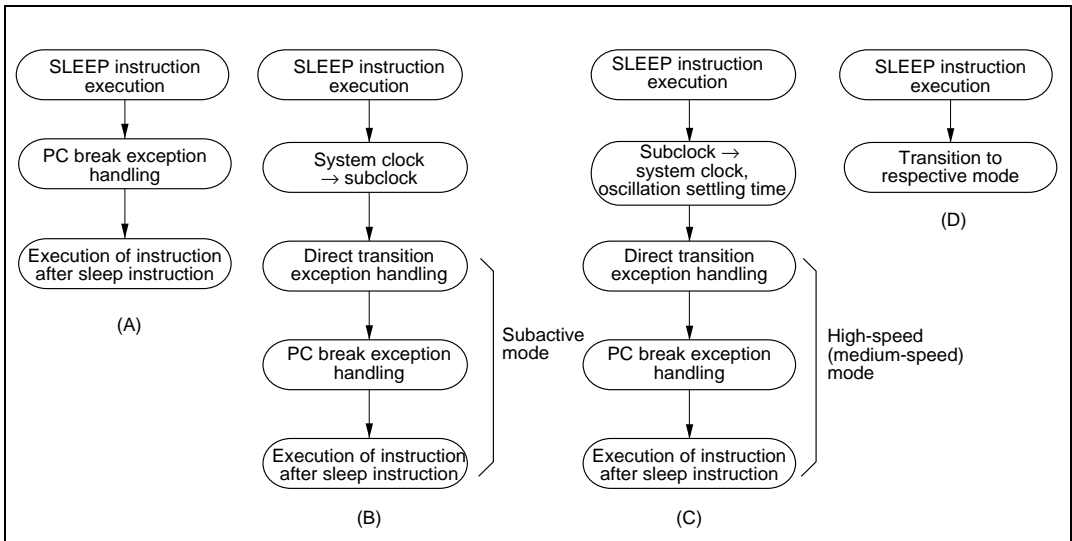 SLEEP instruction
execution
PC break exception
handling
Execution of instruction
after sleep instruction
(A)
SLEEP instruction
execution
System clock
→ subclock
Direct transition
exception handling
PC break exception
handling
Execution of instruction
after sleep instruction
Subactive
mode
(B)
SLEEP instruction
execution
Subclock →
system clock,
oscillation settling time
Direct transition
exception handling
PC break exception
handling
Execution of instruction
after sleep instruction
High-speed
(medium-speed)
mode
(C)
SLEEP instruction
execution
Transition to
respective mode
(D)